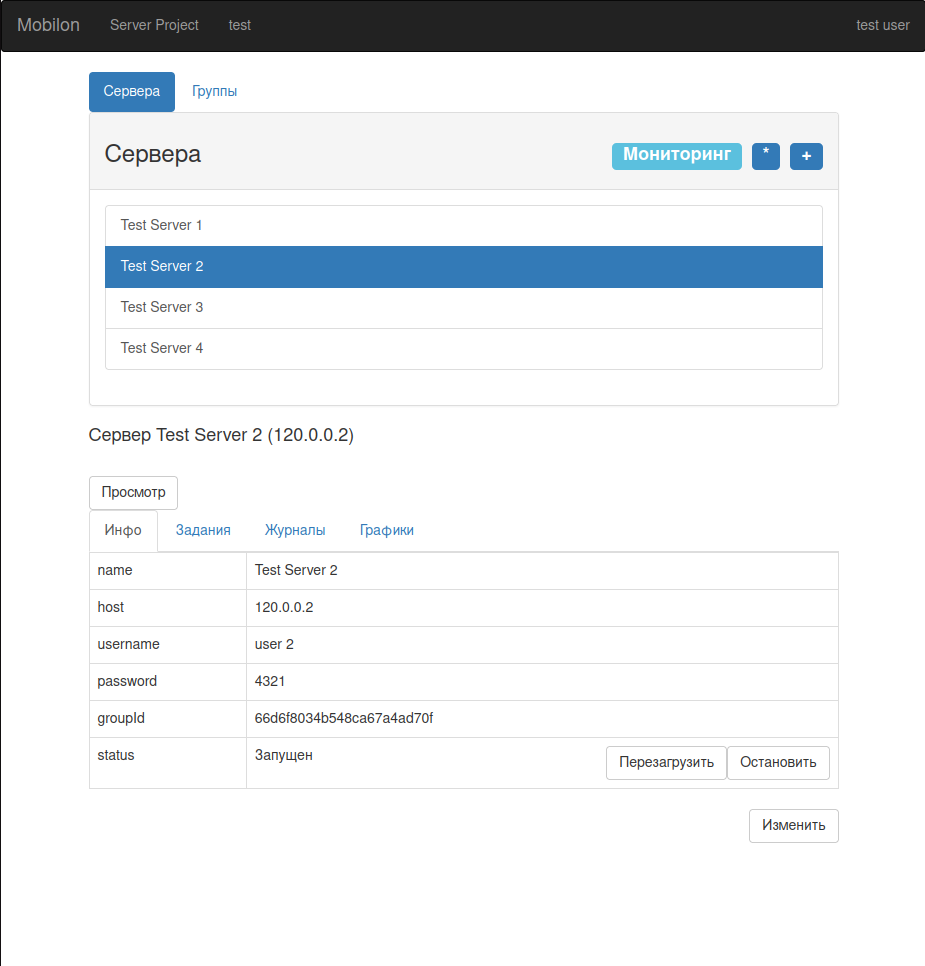 Mobilon Server Project test test user
Сервера Группы
Сервера Мониторинг * +
Test Server 1
Test Server 2
Test Server 3
Test Server 4
Сервер Test Server 2 (120.0.0.2)
Просмотр
Инфо Задания Журналы Графики
name Test Server 2
host 120.0.0.2
username user 2
password 4321
groupId 66d6f8034b548ca67a4ad70f
status Запущен Перезагрузить Остановить
Изменить